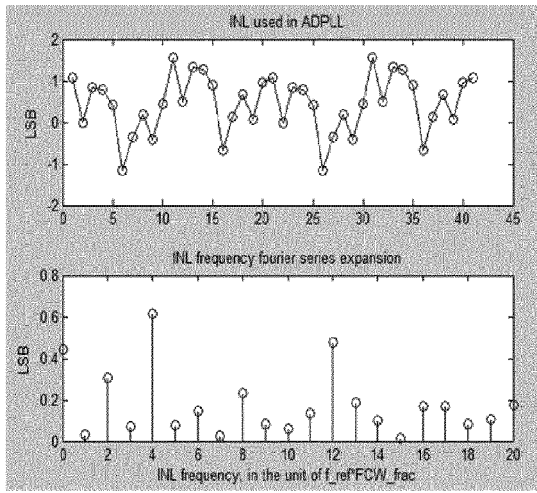 INL used in ADPLL
2
1
0
-1
-2
LSB
0 5 10 15 20 25 30 35 40 45
INL frequency fourier series expansion
0.8
0.6
0.4
0.2
0
LSB
0 2 4 6 8 10 12 14 16 18 20
INL frequency, in the unit of f_ref*FCW_frac